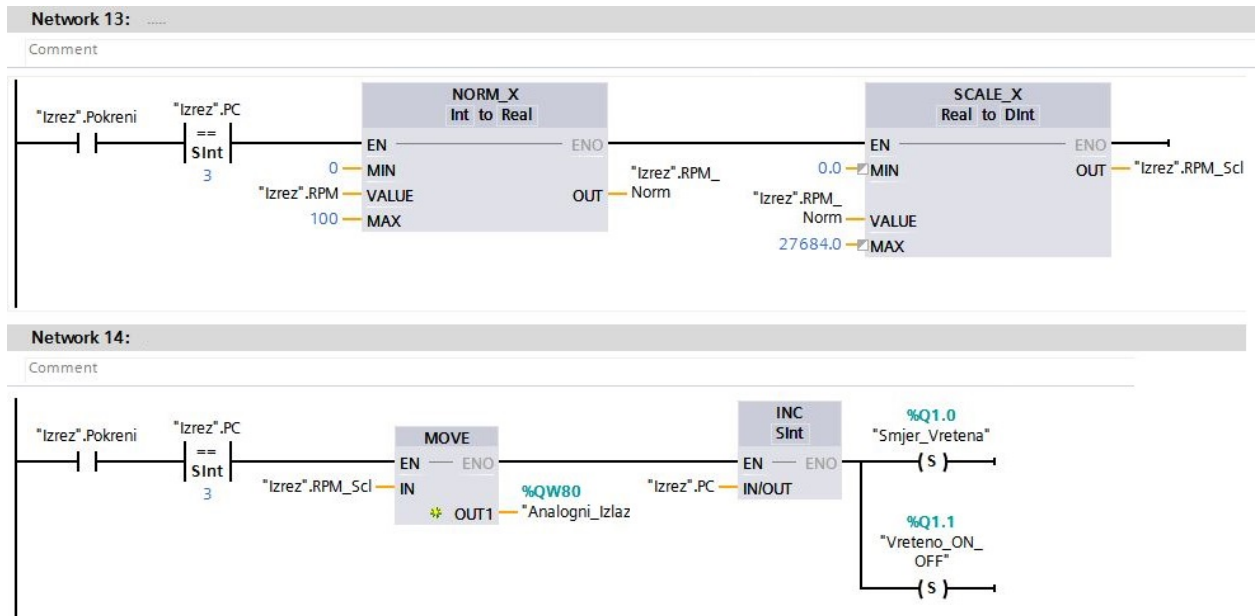 Network 13: .....
Comment
"Izrez".Pokreni
"Izrez".PC
==
SInt
3
NORM_X
Int to Real
EN
ENO
0
MIN
"Izrez".RPM
VALUE
100
MAX
OUT
"Izrez".RPM_
Norm
SCALE_X
Real to DInt
EN
ENO
0.0
MIN
"Izrez".RPM_
Norm
VALUE
27684.0
MAX
OUT
"Izrez".RPM_Scl
Network 14:
Comment
"Izrez".Pokreni
"Izrez".PC
==
SInt
3
MOVE
EN
ENO
"Izrez".RPM_Scl
IN
OUT1
%QW80
"Analogni_Izlaz
INC
SInt
EN
ENO
"Izrez".PC
IN/OUT
%Q1.0
"Smjer_Vretena"
S
%Q1.1
"Vreteno_ON_
OFF"
S